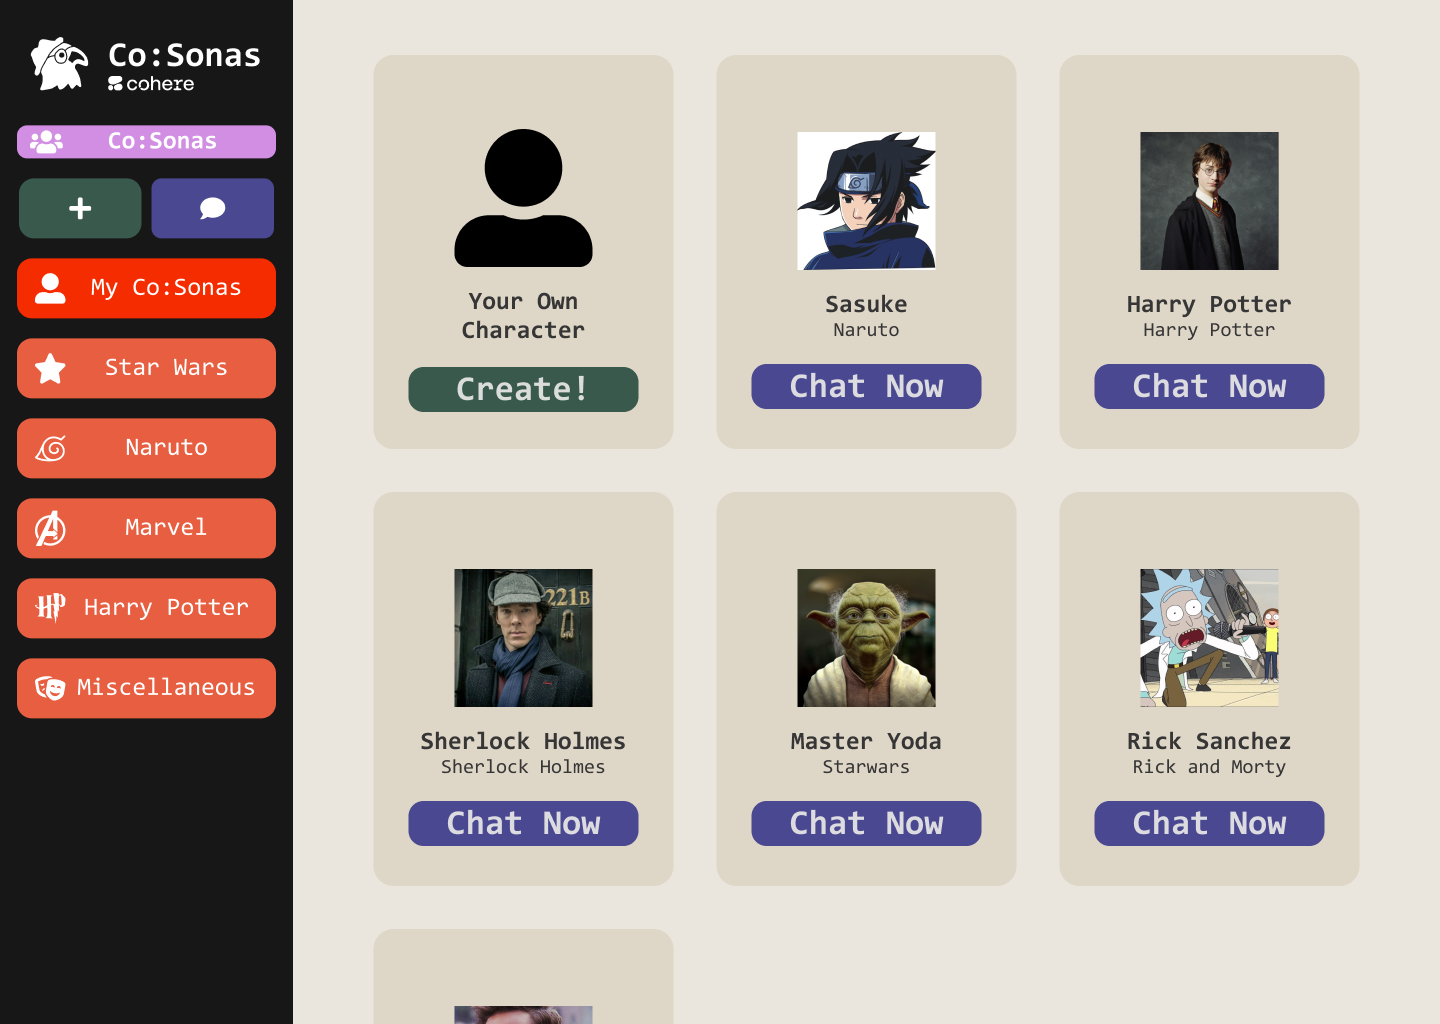 Co:Sonas
cohere
Co:Sonas
My Co:Sonas
Star Wars
Naruto
Marvel
Harry Potter
Miscellaneous
Your Own
Character
Create!
Sasuke
Naruto
Chat Now
Harry Potter
Harry Potter
Chat Now
221B
Sherlock Holmes
Sherlock Holmes
Chat Now
Master Yoda
Starwars
Chat Now
Rick Sanchez
Rick and Morty
Chat Now